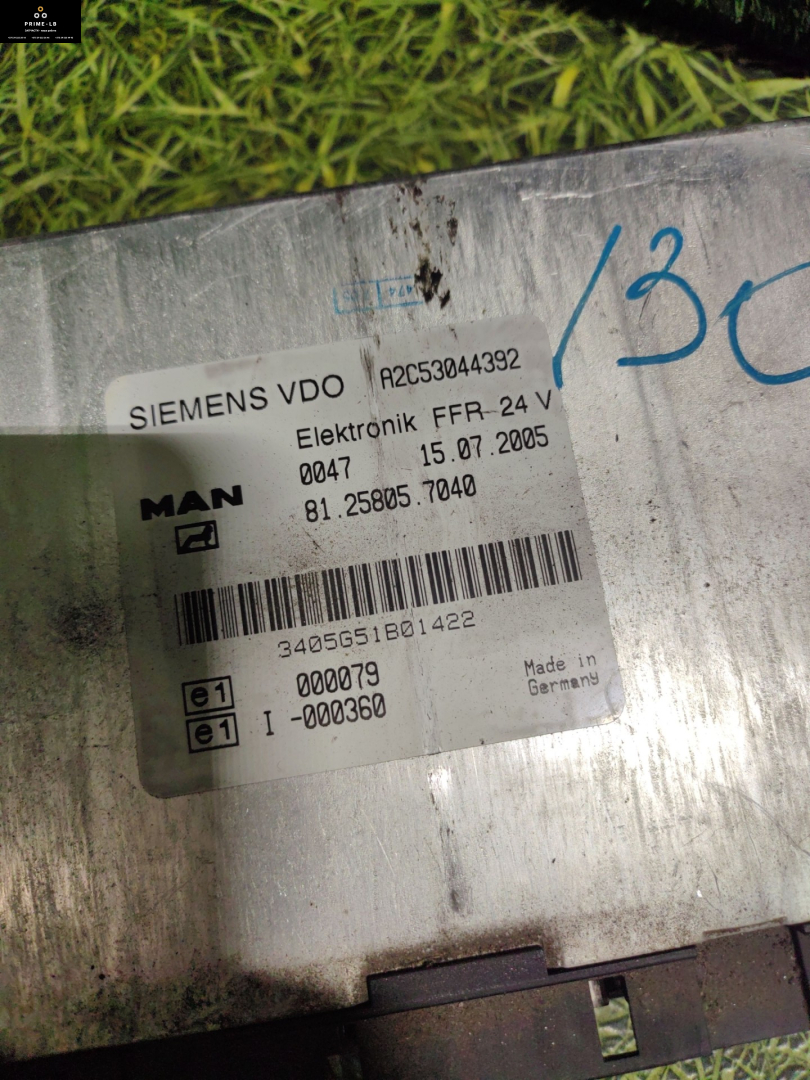 PRIME-LB
130
SIEMENS VDO A2C53044392
Elektronik FFR 24 V
0047 15.07.2005
MAN 81.25805.7040
3405G51B01422
e1 000079
e1 I -000360
Made in
Germany